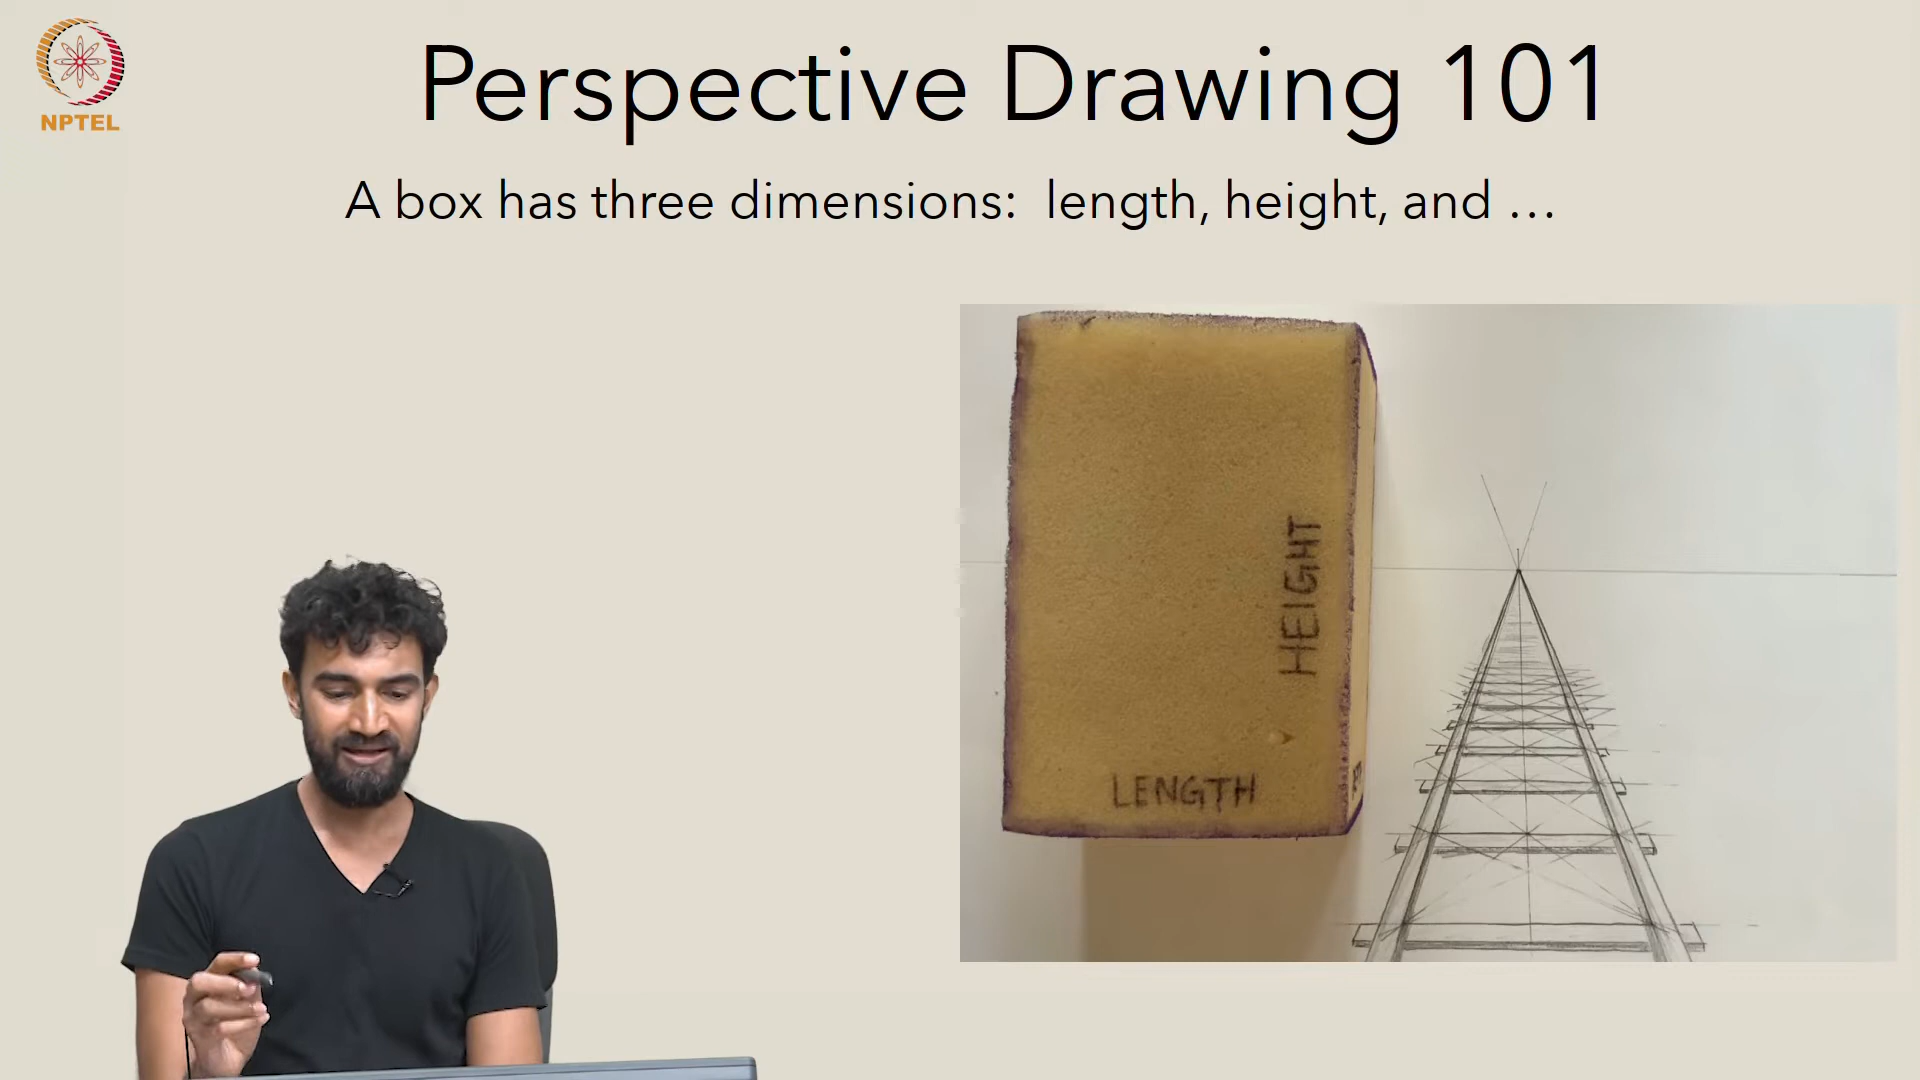 NPTEL
Perspective Drawing 101
A box has three dimensions: length, height, and ...
HEIGHT
LENGTH